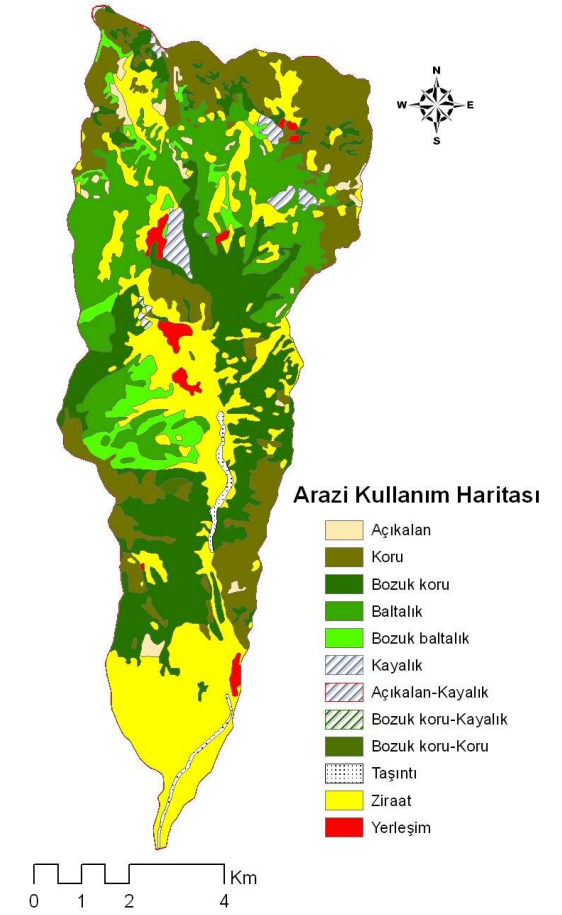 N
W E
S
Arazi Kullanım Haritası
Açıkalan
Koru
Bozuk koru
Baltalık
Bozuk baltalık
Kayalık
Açıkalan-Kayalık
Bozuk koru-Kayalık
Bozuk koru-Koru
Taşıntı
Ziraat
Yerleşim
Km
0 1 2 4